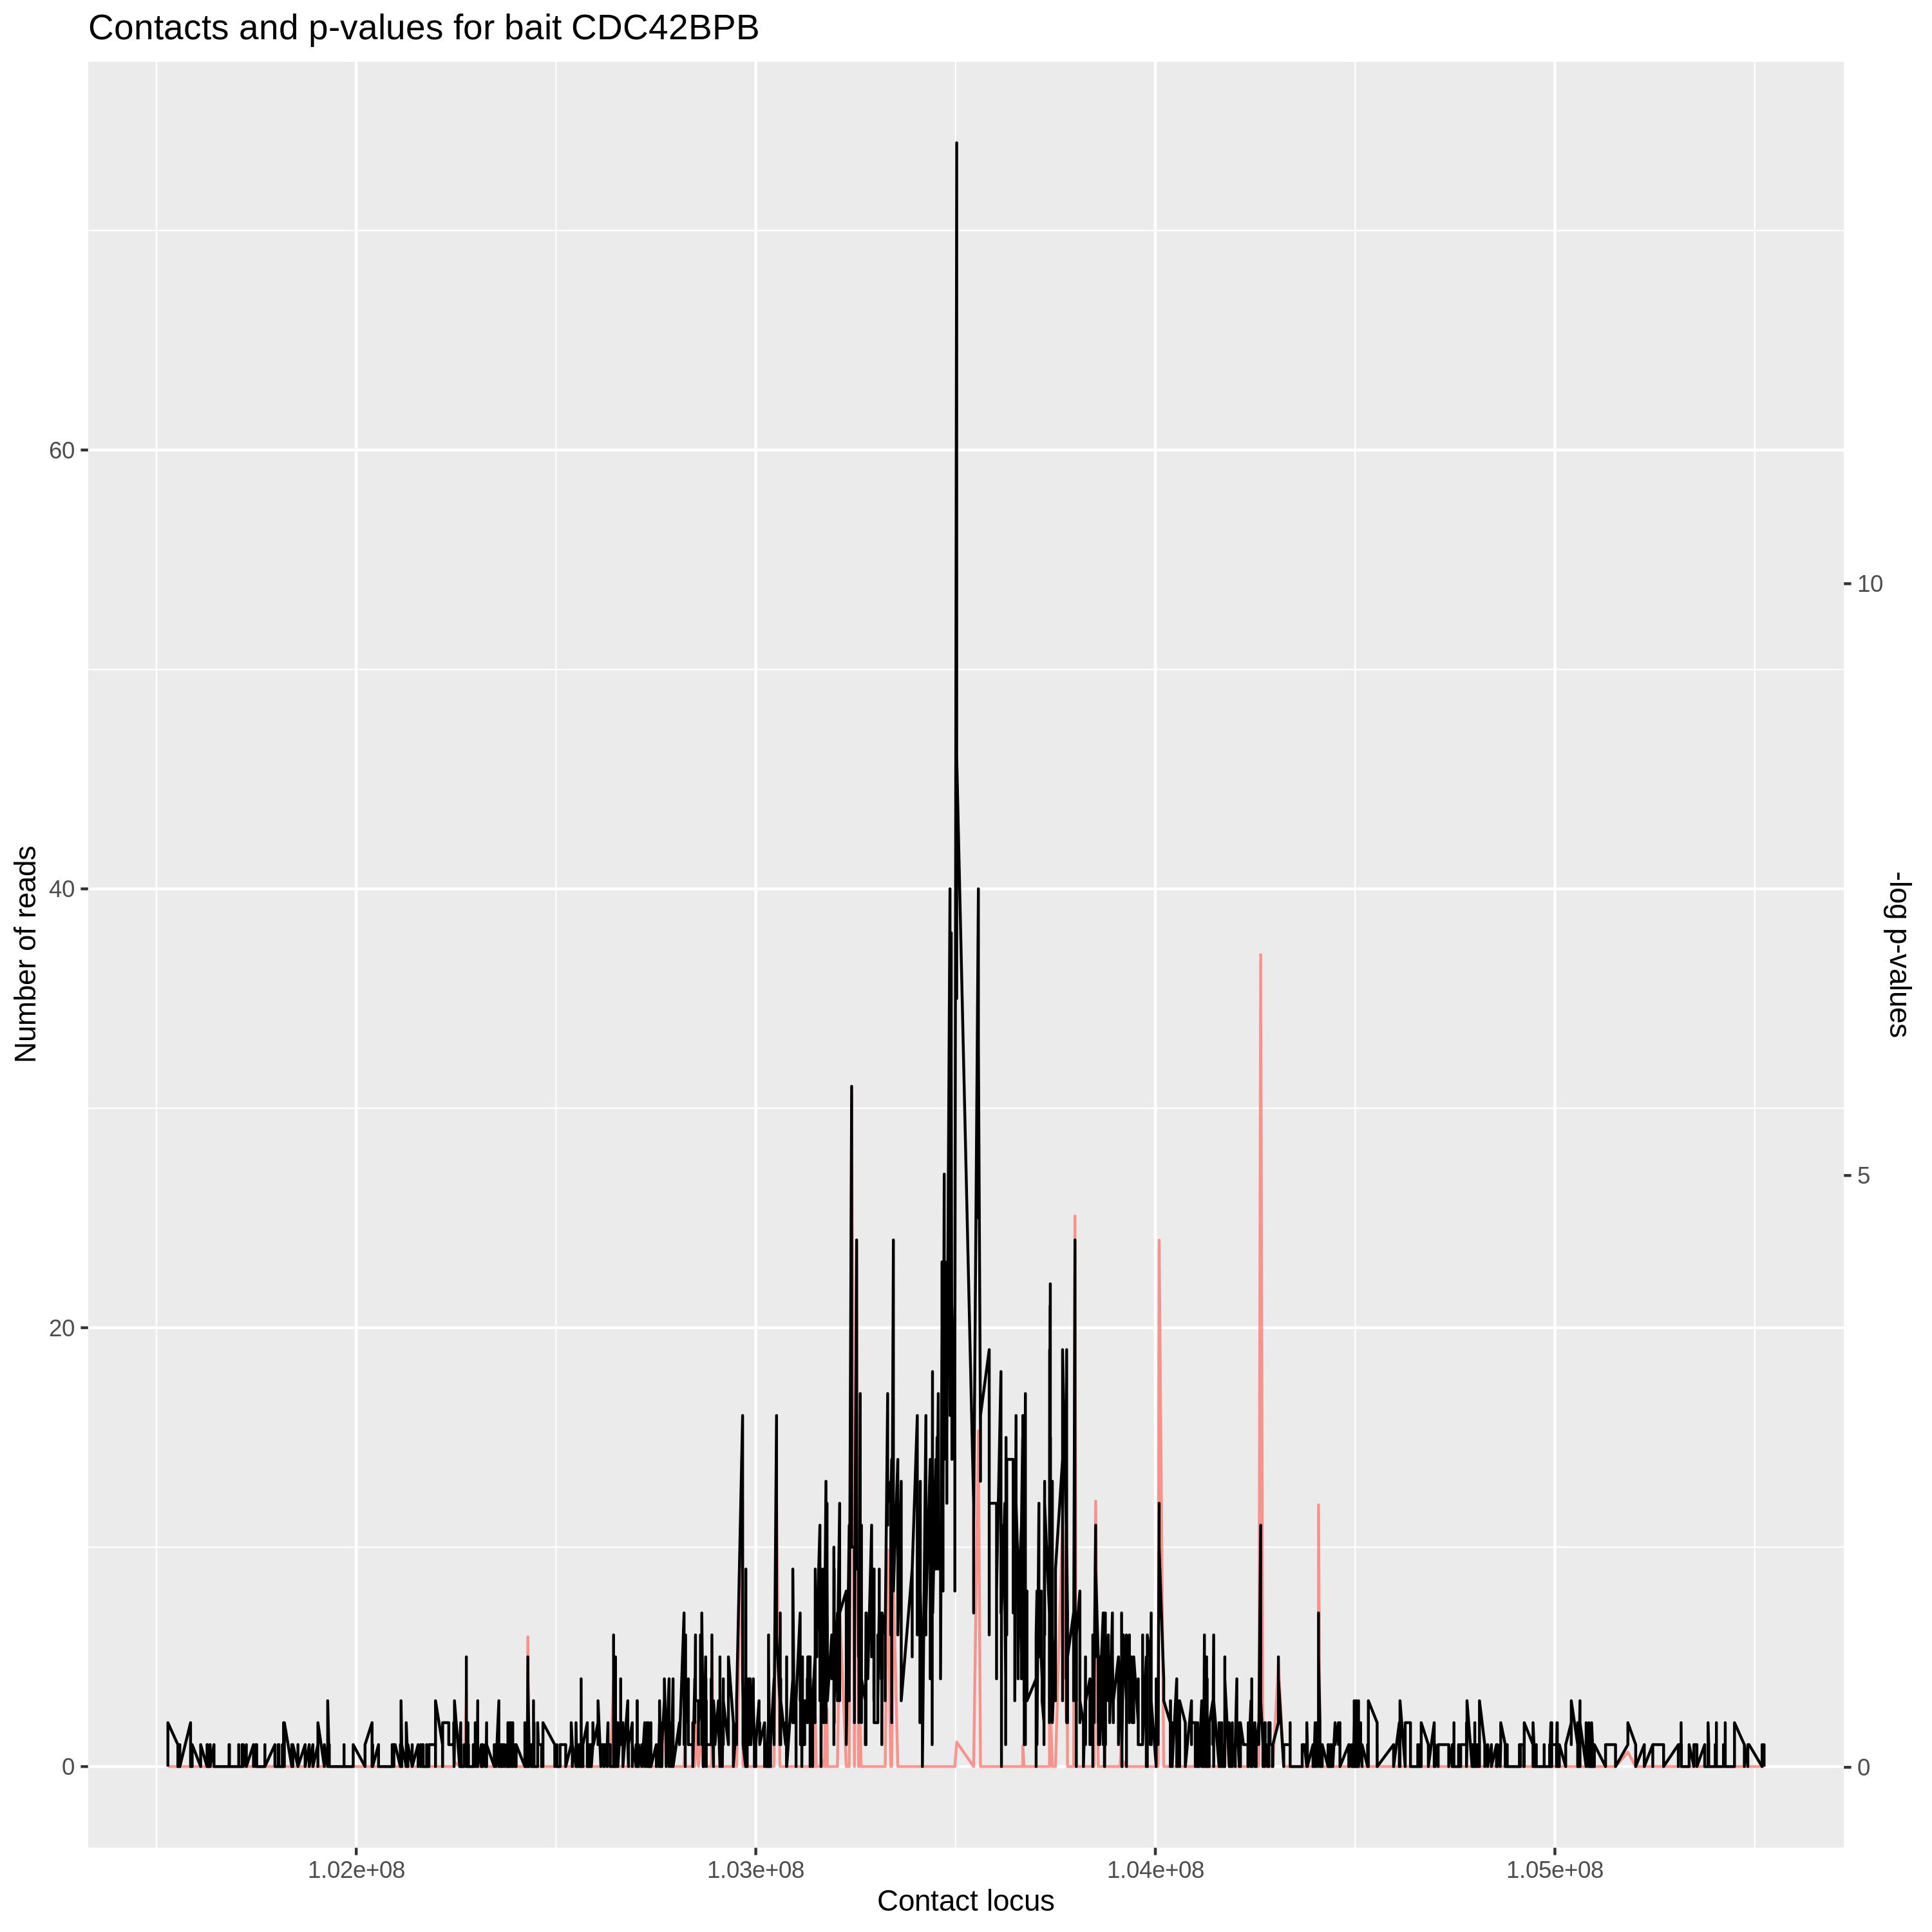 Contacts and p-values for bait CDC42BPB
60
40
20
0
10
5
0
Number of reads
-log p-values
1.02e+08
1.03e+08
1.04e+08
1.05e+08
Contact locus